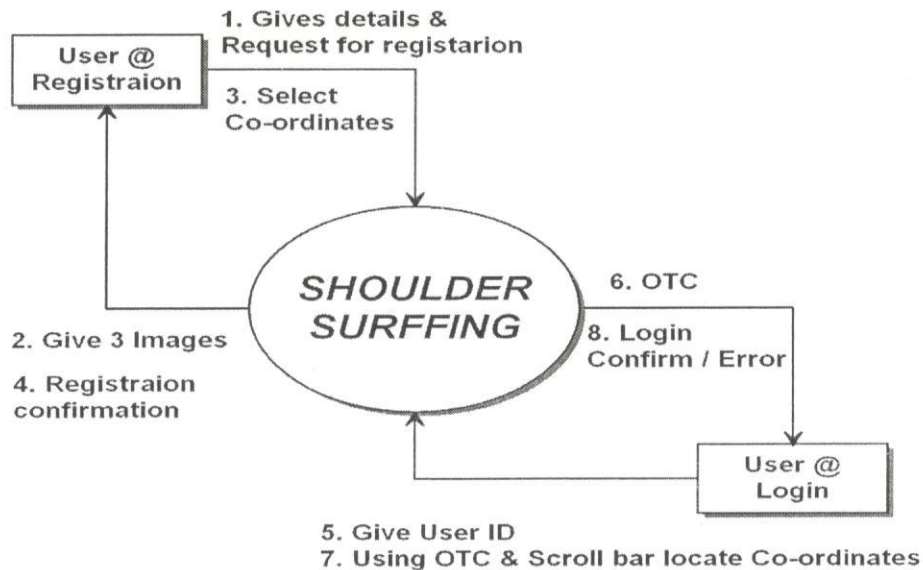 1. Gives details &
Request for registarion
User @
Registraion
3. Select
Co-ordinates
SHOULDER
SURFFING
6. OTC
2. Give 3 Images
8. Login
Confirm / Error
4. Registraion
confirmation
User @
Login
5. Give User ID
7. Using OTC & Scroll bar locate Co-ordinates